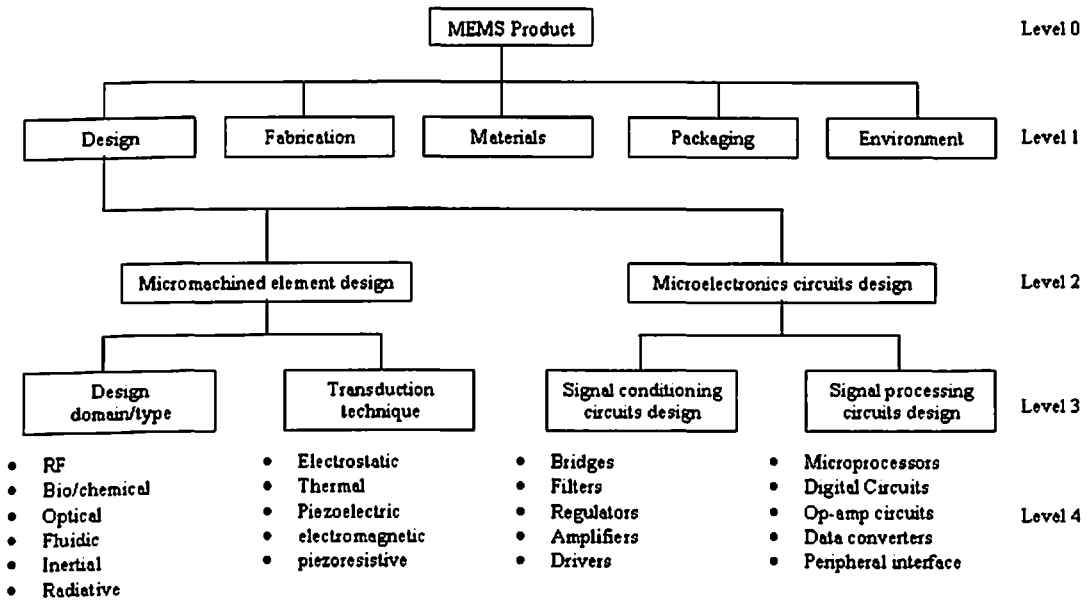 MEMS Product
Level 0
Design
Fabrication
Materials
Packaging
Environment
Level 1
Micromachined element design
Microelectronics circuits design
Level 2
Design
domain/type
Transduction
technique
Signal conditioning
circuits design
Signal processing
circuits design
Level 3
• RF
• Bio/chemical
• Optical
• Fluidic
• Inertial
• Radiative
• Electrostatic
• Thermal
• Piezoelectric
• electromagnetic
• piezoresistive
• Bridges
• Filters
• Regulators
• Amplifiers
• Drivers
• Microprocessors
• Digital Circuits
• Op-amp circuits
• Data converters
• Peripheral interface
Level 4